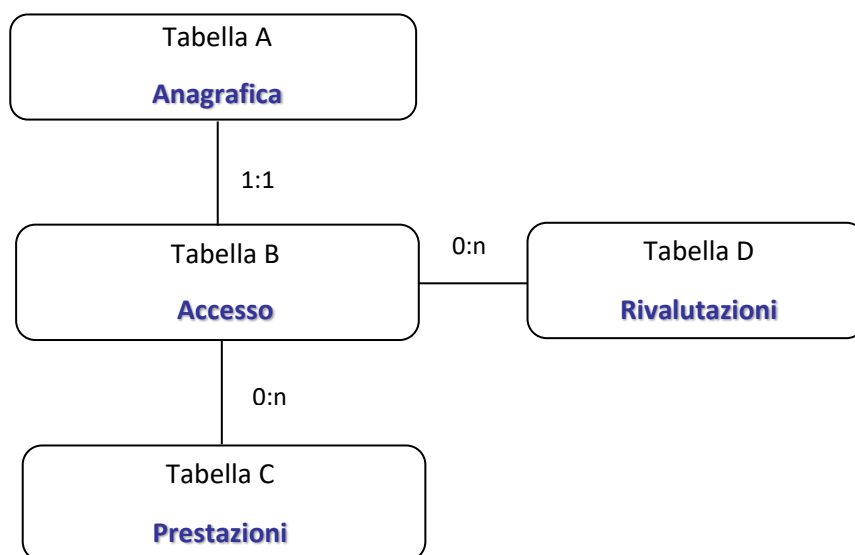 Tabella A
Anagrafica
1:1
Tabella B
Accesso
0:n
Tabella D
Rivalutazioni
0:n
Tabella C
Prestazioni